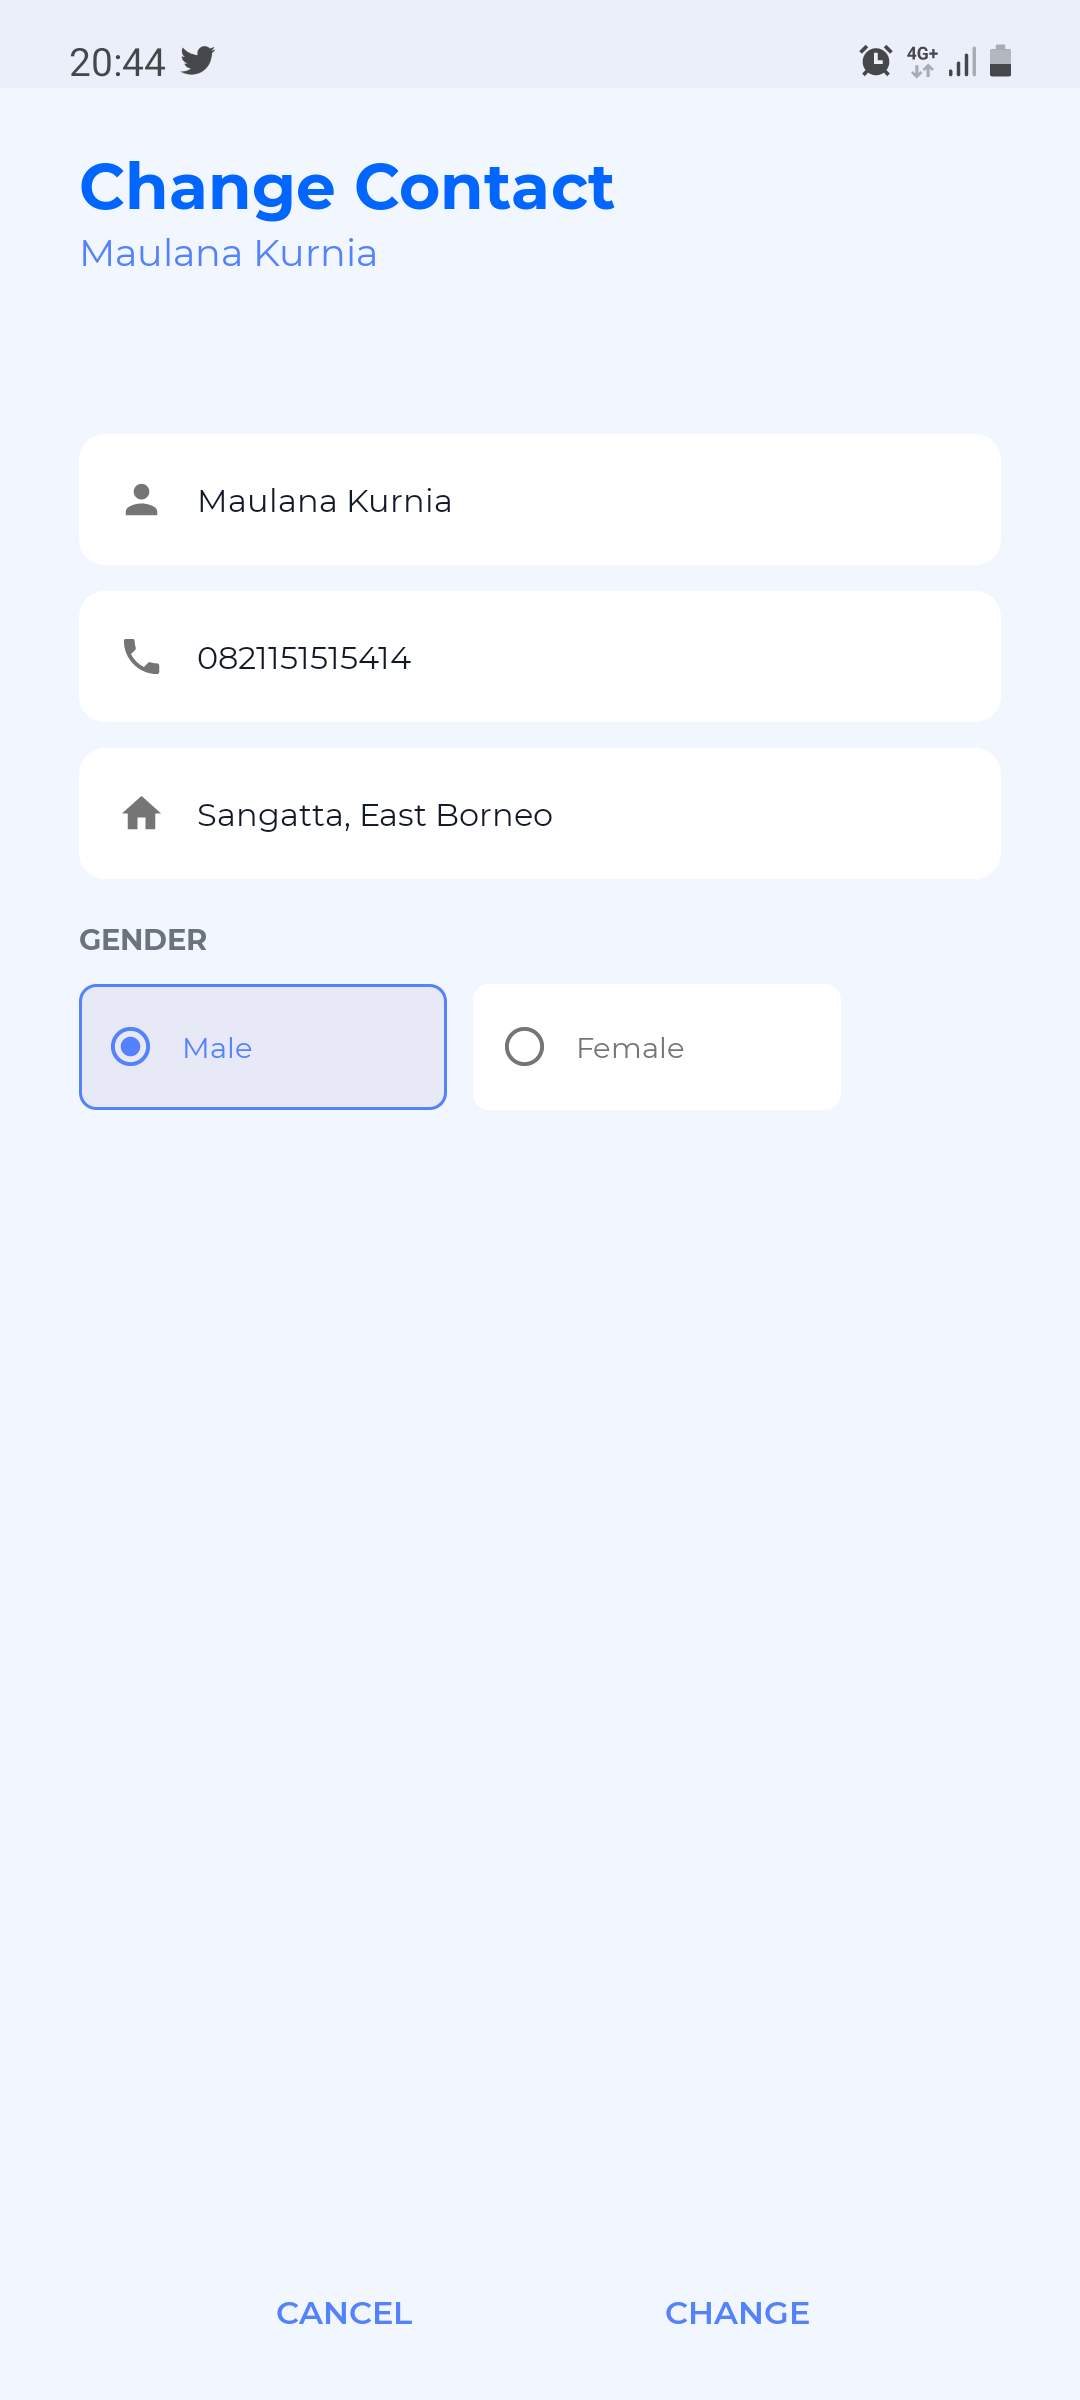 20:44
4G+
Change Contact
Maulana Kurnia
Maulana Kurnia
0821151515414
Sangatta, East Borneo
GENDER
Male
Female
CANCEL
CHANGE